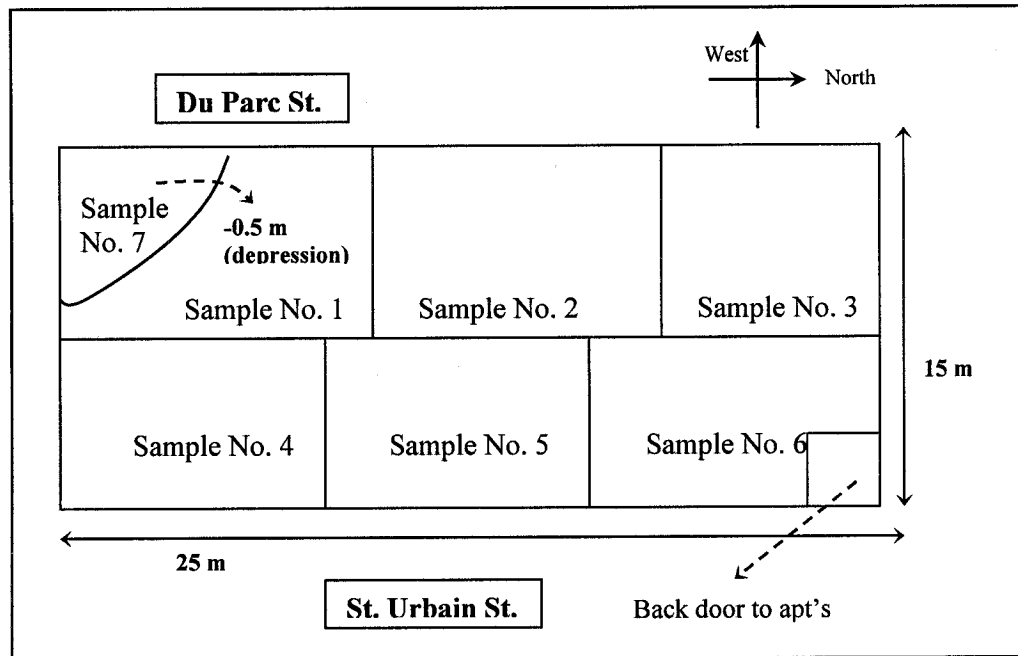 West
North
Du Parc St.
Sample
No. 7
-0.5 m
(depression)
Sample No. 1
Sample No. 2
Sample No. 3
15 m
Sample No. 4
Sample No. 5
Sample No. 6
25 m
St. Urbain St.
Back door to apt's